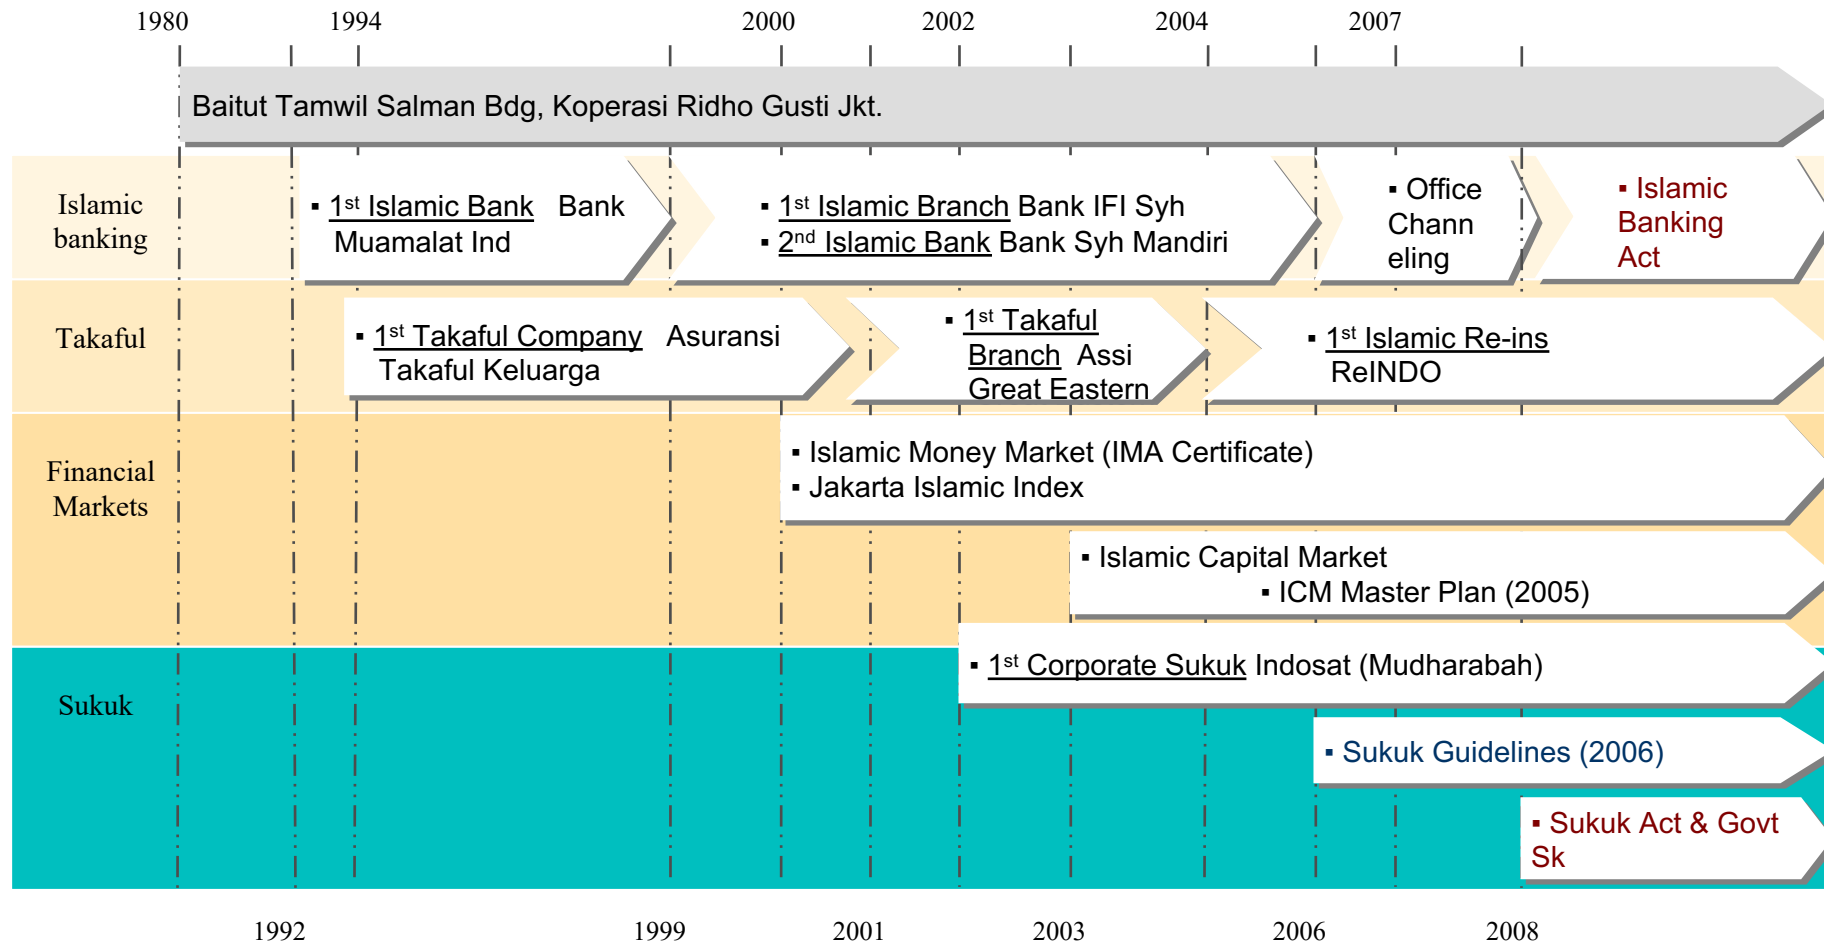 1980 1994 2000 2002 2004 2007
Baitut Tamwil Salman Bdg, Koperasi Ridho Gusti Jkt.
Islamic
banking
▪ 1st Islamic Bank Bank
Muamalat Ind
▪ 1st Islamic Branch Bank IFI Syh
▪ 2nd Islamic Bank Bank Syh Mandiri
▪ Office
Chann
eling
▪ Islamic
Banking
Act
Takaful
▪ 1st Takaful Company Asuransi
Takaful Keluarga
▪ 1st Takaful
Branch Assi
Great Eastern
▪ 1st Islamic Re-ins
ReINDO
Financial
Markets
▪ Islamic Money Market (IMA Certificate)
▪ Jakarta Islamic Index
▪ Islamic Capital Market
▪ ICM Master Plan (2005)
Sukuk
▪ 1st Corporate Sukuk Indosat (Mudharabah)
▪ Sukuk Guidelines (2006)
▪ Sukuk Act & Govt
Sk
1992 1999 2001 2003 2006 2008